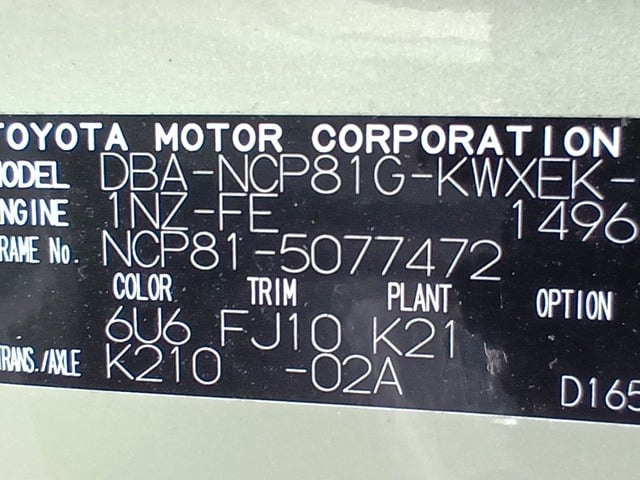 TOYOTA MOTOR CORPORATION
MODEL DBA-NCP81G-KWXEK-
ENGINE 1NZ-FE 1496
FRAME No. NCP81-5077472
COLOR TRIM PLANT OPTION
6U6 FJ10 K21
TRANS./AXLE K210 -02A
D165